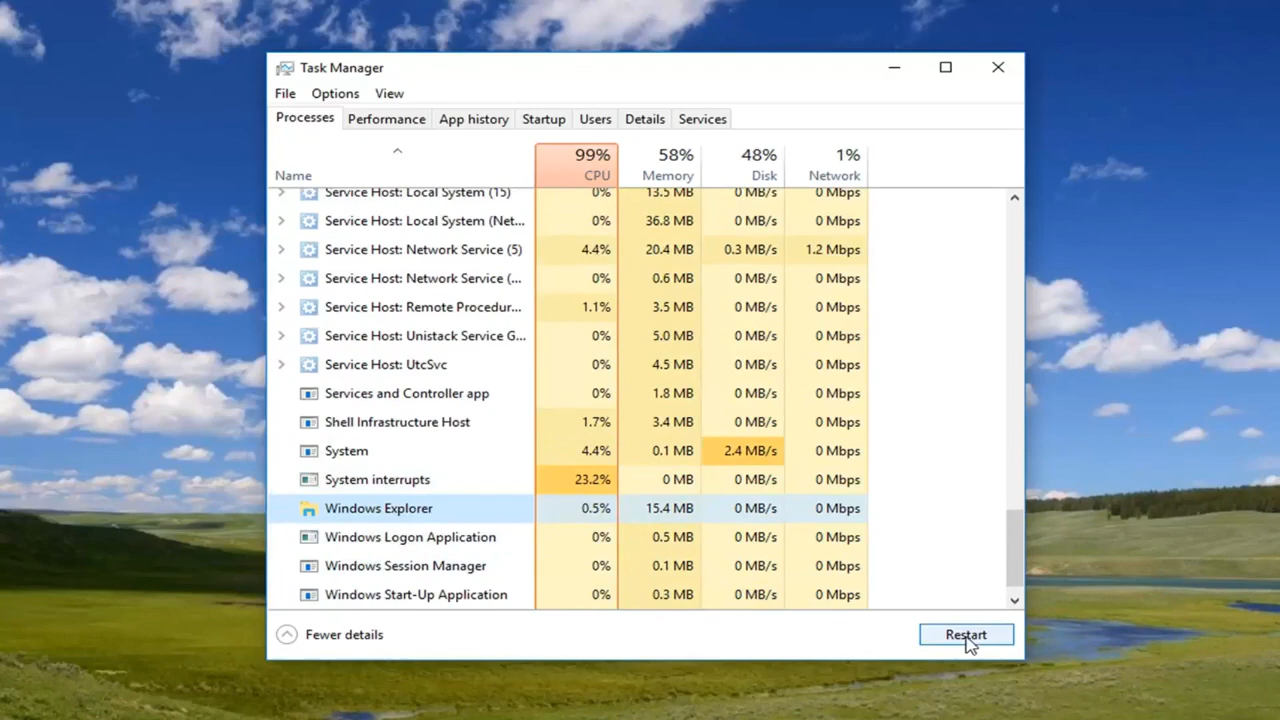 Task Manager
File Options View
Processes Performance App history Startup Users Details Services
99% 58% 48% 1%
Name CPU Memory Disk Network
Service Host: Local System (15) 0% 13.5 MB 0 MB/s 0 Mbps
Service Host: Local System (Net... 0% 36.8 MB 0 MB/s 0 Mbps
Service Host: Network Service (5) 4.4% 20.4 MB 0.3 MB/s 1.2 Mbps
Service Host: Network Service (... 0% 0.6 MB 0 MB/s 0 Mbps
Service Host: Remote Procedur... 1.1% 3.5 MB 0 MB/s 0 Mbps
Service Host: Unistack Service G... 0% 5.0 MB 0 MB/s 0 Mbps
Service Host: UtcSvc 0% 4.5 MB 0 MB/s 0 Mbps
Services and Controller app 0% 1.8 MB 0 MB/s 0 Mbps
Shell Infrastructure Host 1.7% 3.4 MB 0 MB/s 0 Mbps
System 4.4% 0.1 MB 2.4 MB/s 0 Mbps
System interrupts 23.2% 0 MB 0 MB/s 0 Mbps
Windows Explorer 0.5% 15.4 MB 0 MB/s 0 Mbps
Windows Logon Application 0% 0.5 MB 0 MB/s 0 Mbps
Windows Session Manager 0% 0.1 MB 0 MB/s 0 Mbps
Windows Start-Up Application 0% 0.3 MB 0 MB/s 0 Mbps
Fewer details Restart